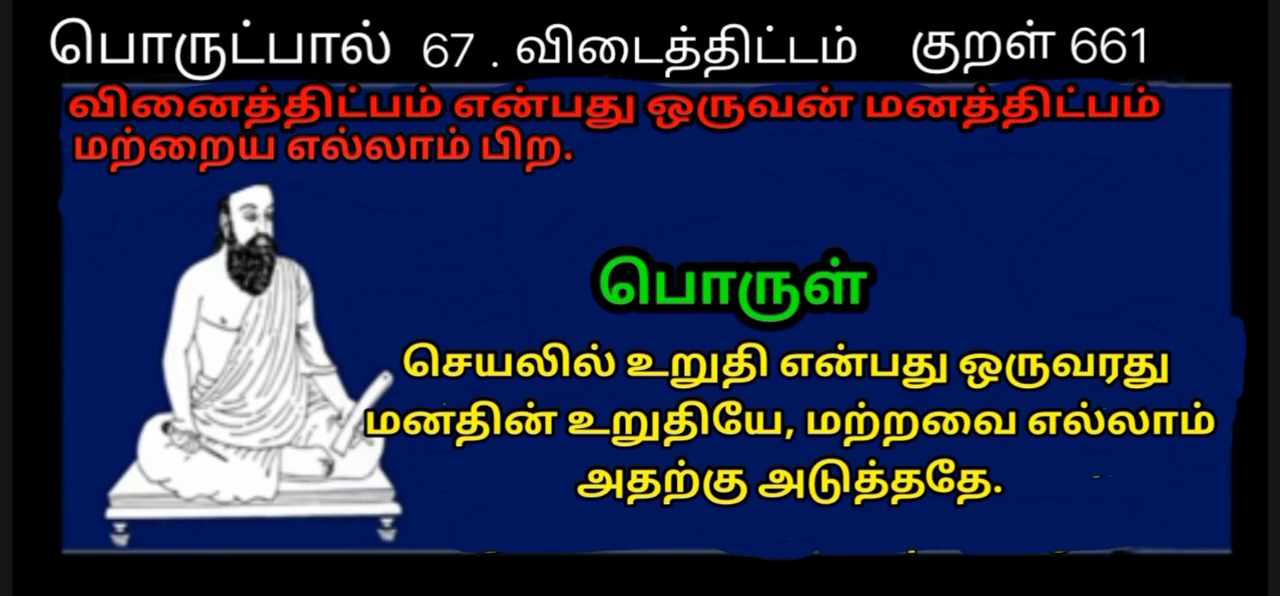 பொருட்பால் 67 . விடைத்திட்டம் குறள் 661
வினைத்திட்பம் என்பது ஒருவன் மனத்திட்பம்
மற்றைய எல்லாம் பிற.
பொருள்
செயலில் உறுதி என்பது ஒருவரது
மனதின் உறுதியே, மற்றவை எல்லாம்
அதற்கு அடுத்ததே.